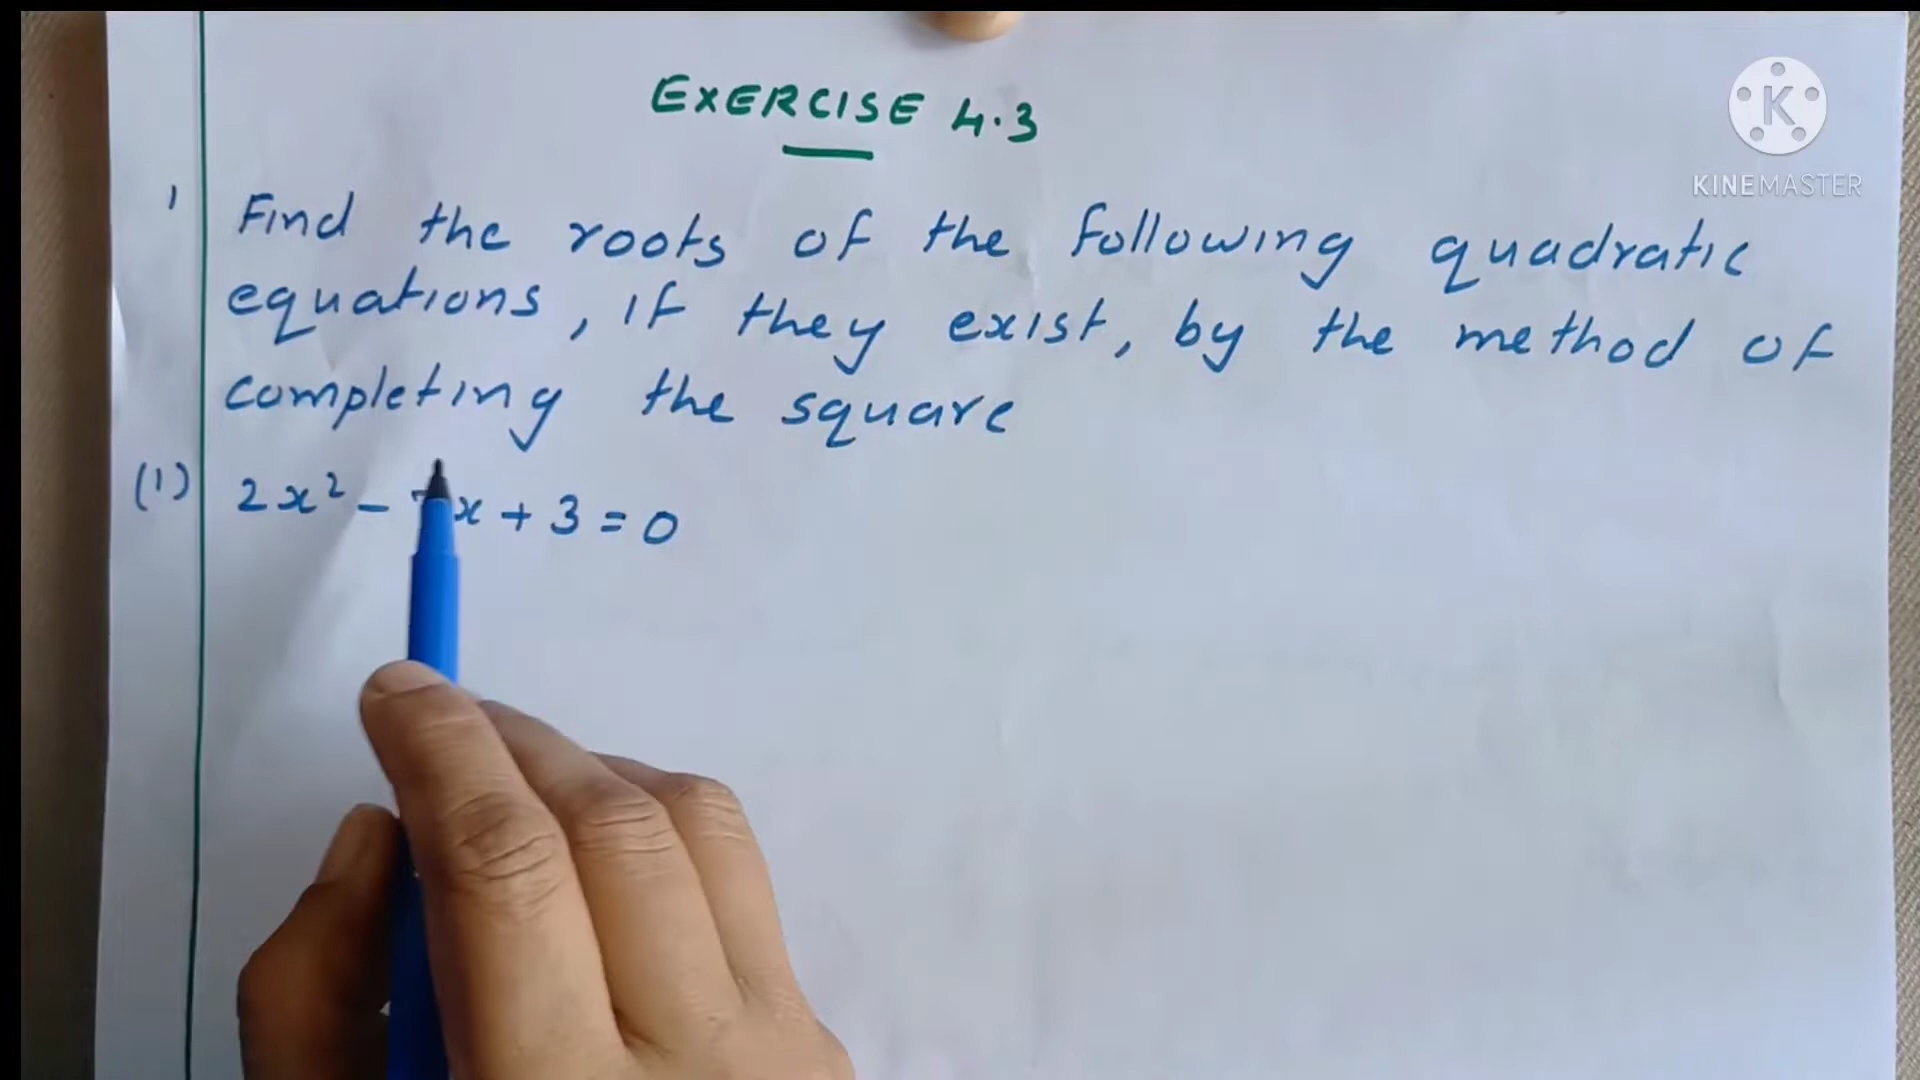 EXERCISE 4.3
1 Find the roots of the following quadratic
equations, if they exist, by the method of
completing the square
(1) 2x² - x + 3 = 0
KINEMASTER